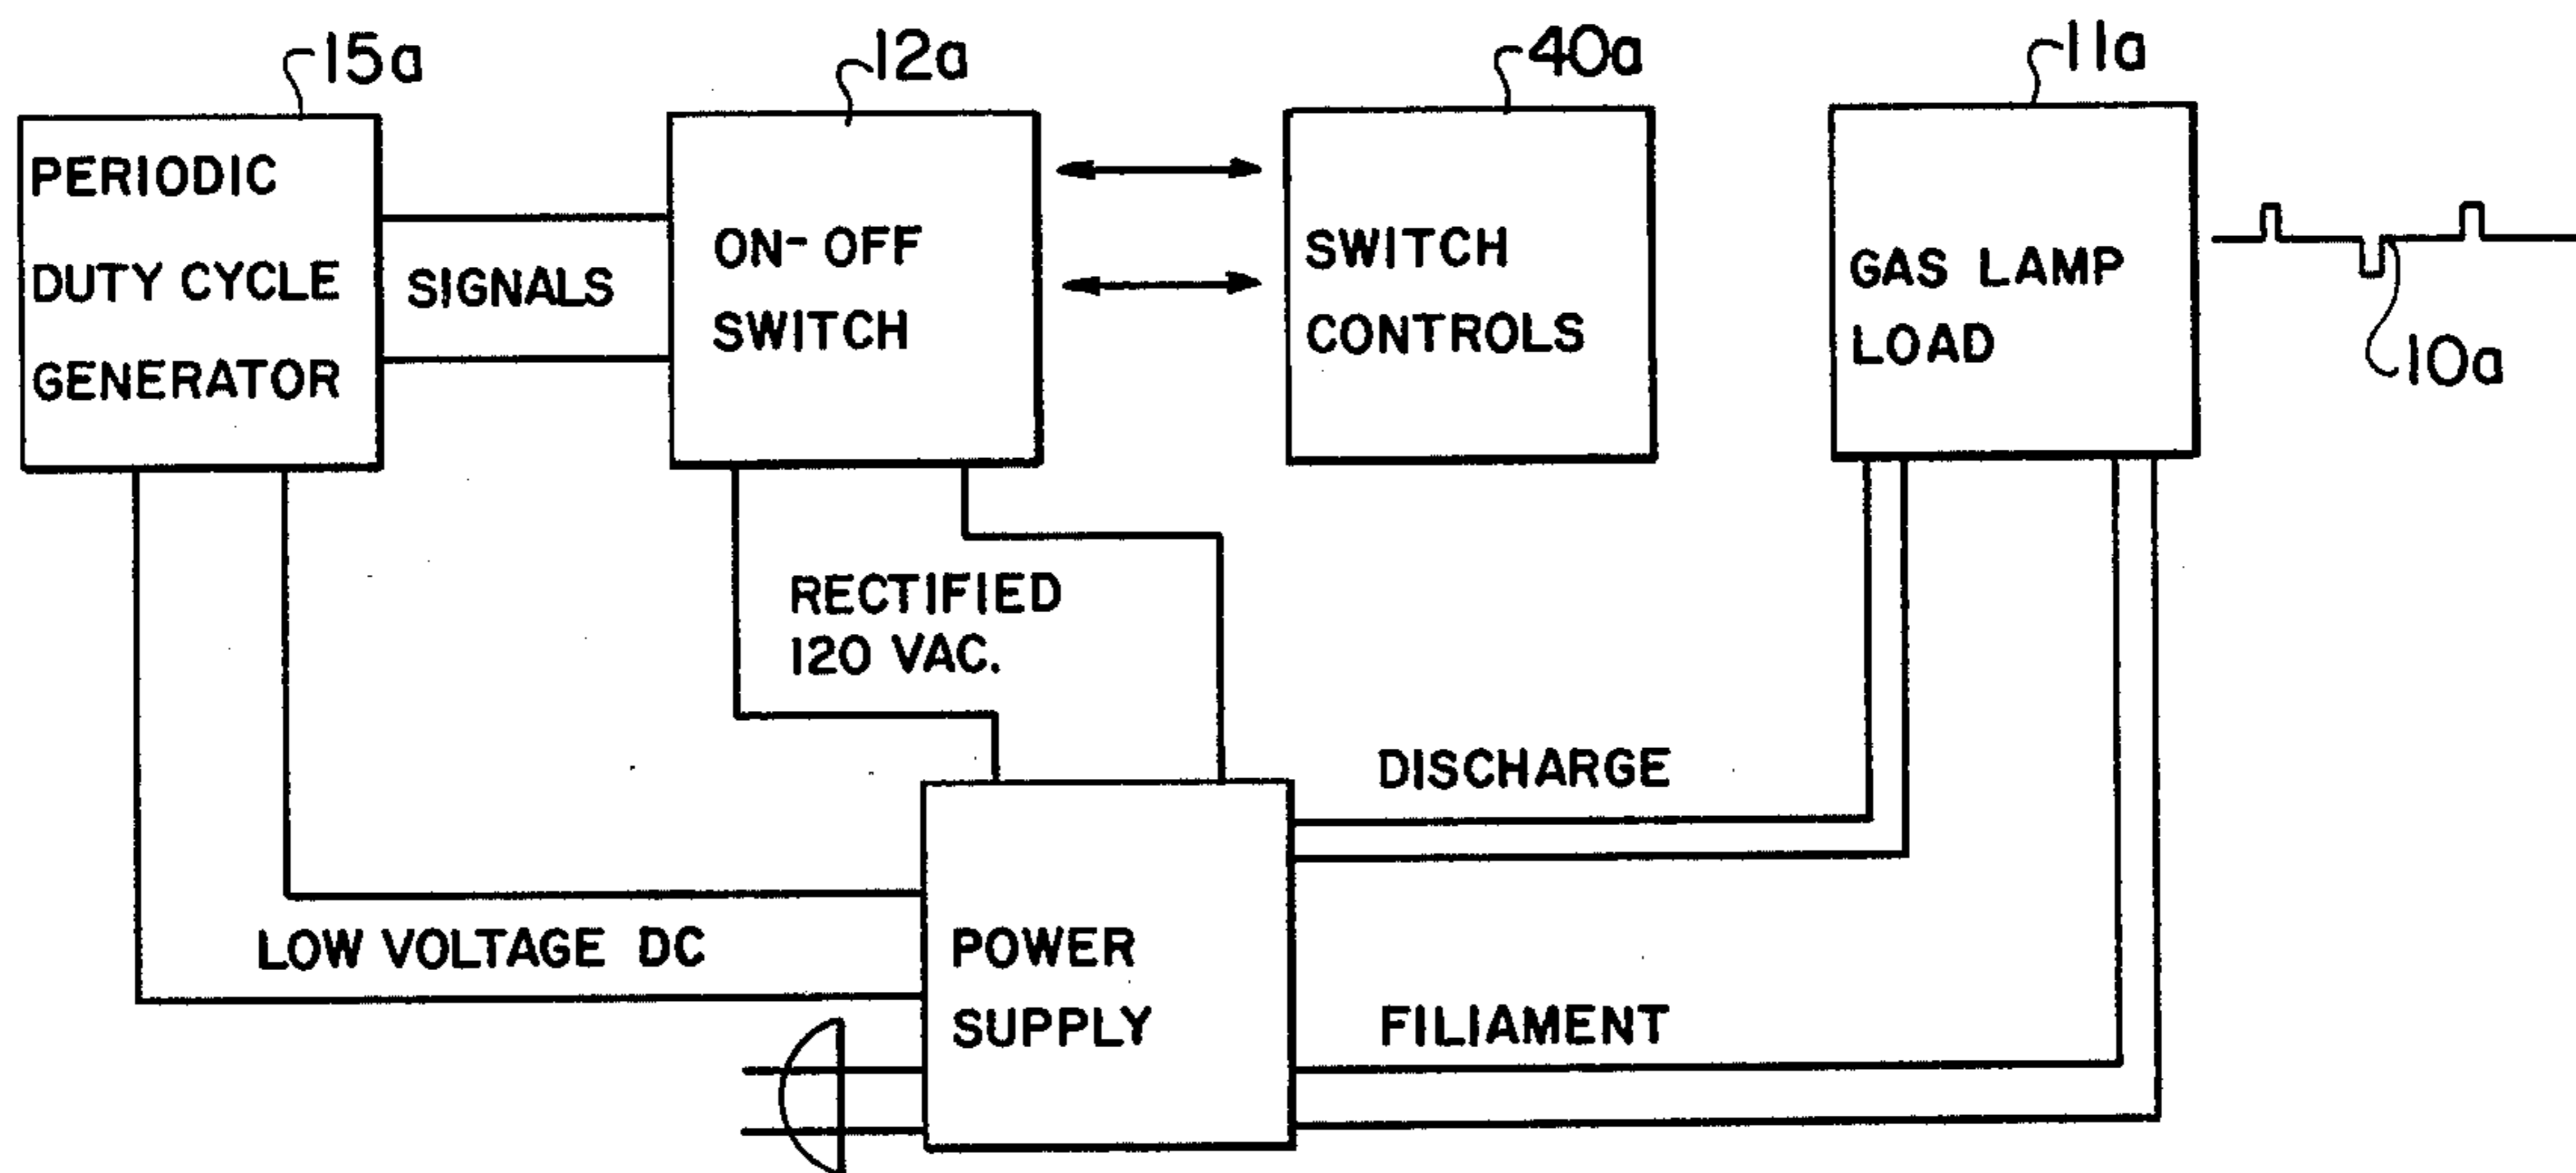 15a
12a
40a
11a
PERIODIC
DUTY CYCLE
GENERATOR
SIGNALS
ON-OFF
SWITCH
SWITCH
CONTROLS
GAS LAMP
LOAD
10a
RECTIFIED
120 VAC.
DISCHARGE
LOW VOLTAGE DC
POWER
SUPPLY
FILIAMENT